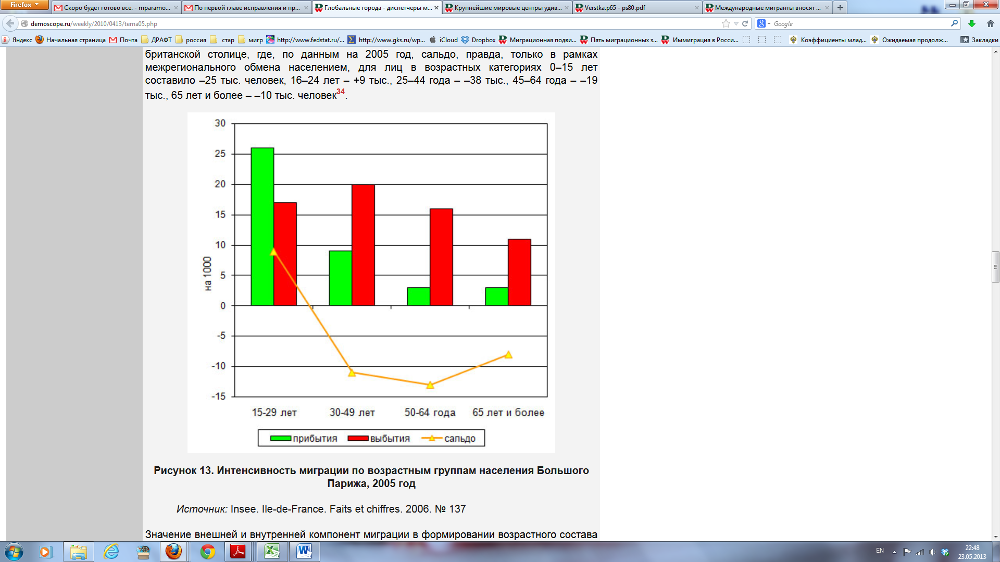 Firefox
Скоро будет готово все. - mparamo...
По первой главе исправления и пр...
Глобальные города - диспетчеры м...
Крупнейшие мировые центры удив...
Verstka.p65 - ps80.pdf
Международные мигранты вносят ...
demoscope.ru/weekly/2010/0413/tema05.php
Google
Яндекс Начальная страница Почта ДРАФТ россия стар мигр http://www.fedstat.ru/... http://www.gks.ru/wp... iCloud Dropbox Миграционная подви... Пять миграционных з... Иммиграция в Росси... Коэффициенты млад... Ожидаемая продолж... Закладки
британской столице, где, по данным на 2005 год, сальдо, правда, только в рамках
межрегионального обмена населением, для лиц в возрастных категориях 0–15 лет
составило –25 тыс. человек, 16–24 лет – +9 тыс., 25–44 года – –38 тыс., 45–64 года – –19
тыс., 65 лет и более – –10 тыс. человек34.
30
25
20
15
10
5
0
-5
-10
-15
на 1000
15-29 лет 30-49 лет 50-64 года 65 лет и более
прибытия выбытия сальдо
Рисунок 13. Интенсивность миграции по возрастным группам населения Большого
Парижа, 2005 год
Источник: Insee. Ile-de-France. Faits et chiffres. 2006. № 137
Значение внешней и внутренней компонент миграции в формировании возрастного состава
EN
22:48
23.05.2013